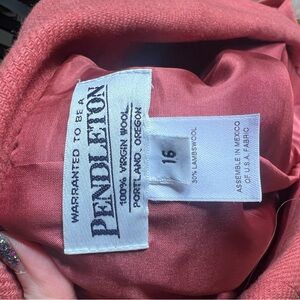 WARRANTED TO BE A
PENDLETON
100% VIRGIN WOOL
PORTLAND, OREGON
16
50% LAMBSWOOL
ASSEMBLE IN MEXICO
OF U.S.A. FABRIC